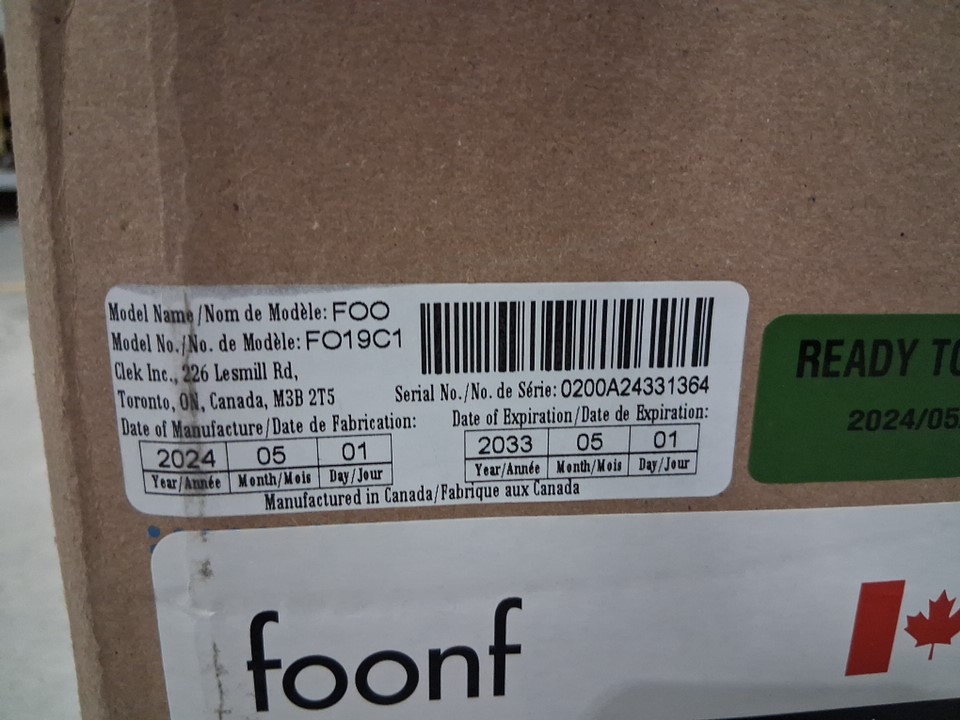 Model Name/Nom de Modèle: FOO
Model No./No. de Modèle: FO19C1
Clek Inc., 226 Lesmill Rd,
Toronto, ON, Canada, M3B 2T5
Serial No./No. de Série: 0200A24331364
Date of Manufacture/Date de Fabrication:
2024 05 01
Year/Année Month/Mois Day/Jour
Date of Expiration/Date de Expiration:
2033 05 01
Year/Année Month/Mois Day/Jour
Manufactured in Canada/Fabrique aux Canada
READY TO
2024/05
foonf